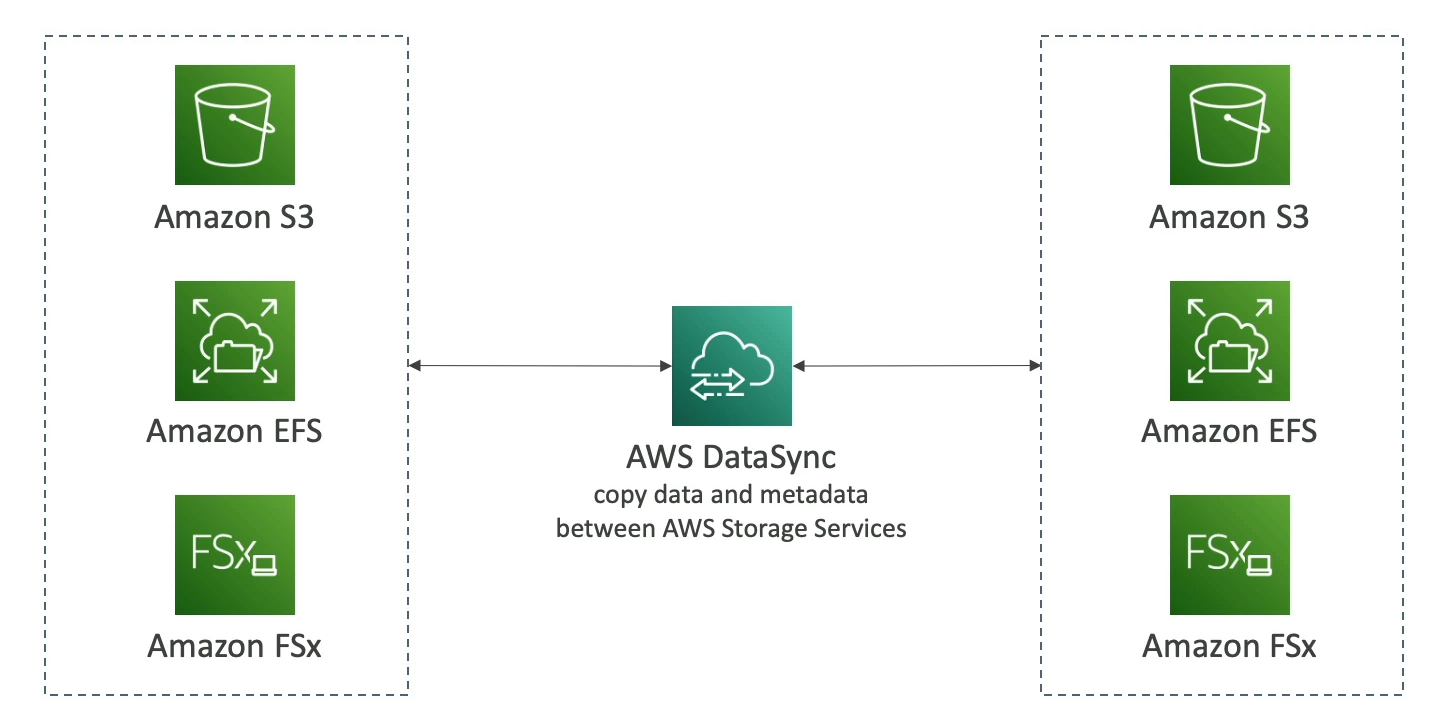 Amazon S3
Amazon EFS
FSx
Amazon FSx
AWS DataSync
copy data and metadata
between AWS Storage Services
Amazon S3
Amazon EFS
FSx
Amazon FSx